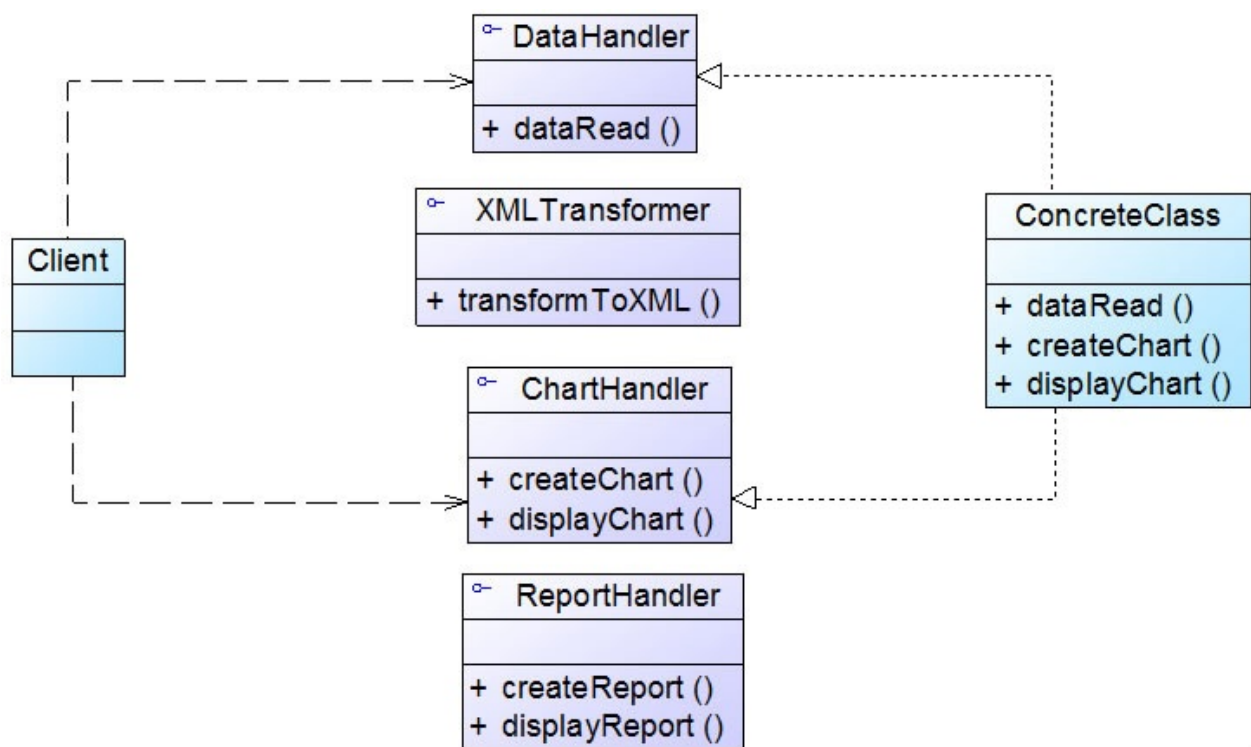 DataHandler
+ dataRead ()
XMLTransformer
+ transformToXML ()
Client
ConcreteClass
+ dataRead ()
+ createChart ()
+ displayChart ()
ChartHandler
+ createChart ()
+ displayChart ()
ReportHandler
+ createReport ()
+ displayReport ()